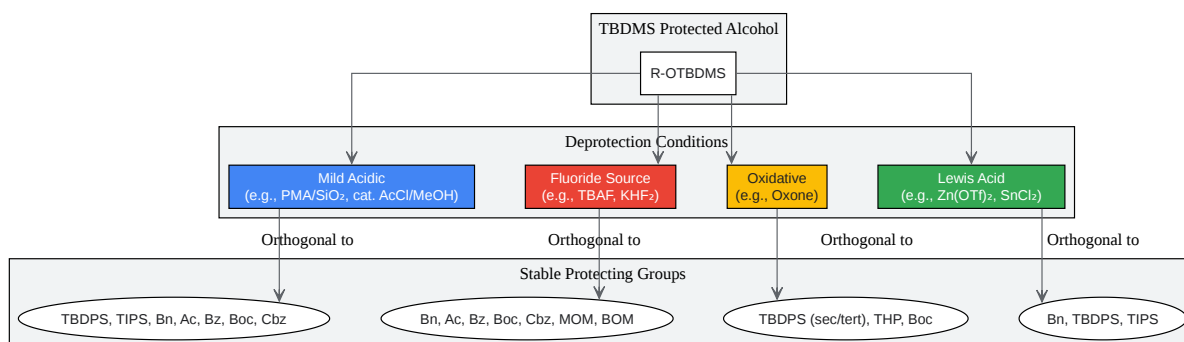 TBDMS Protected Alcohol
R-OTBDMS
Deprotection Conditions
Mild Acidic
(e.g., PMA/SiO₂, cat. AcCl/MeOH)
Fluoride Source
(e.g., TBAF, KHF₂)
Oxidative
(e.g., Oxone)
Lewis Acid
(e.g., Zn(OTf)₂, SnCl₂)
Orthogonal to
Orthogonal to
Orthogonal to
Orthogonal to
Stable Protecting Groups
TBDPS, TIPS, Bn, Ac, Bz, Boc, Cbz
Bn, Ac, Bz, Boc, Cbz, MOM, BOM
TBDPS (sec/tert), THP, Boc
Bn, TBDPS, TIPS